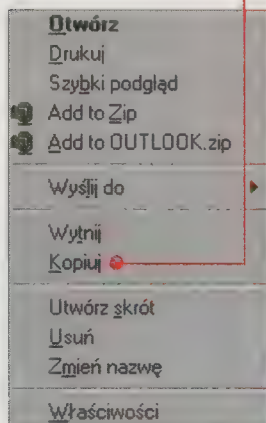 Otwórz
Drukuj
Szybki podgląd
Add to Zip
Add to OUTLOOK.zip
Wyślij do
Wytnij
Kopiuj
Utwórz skrót
Usuń
Zmień nazwę
Właściwości